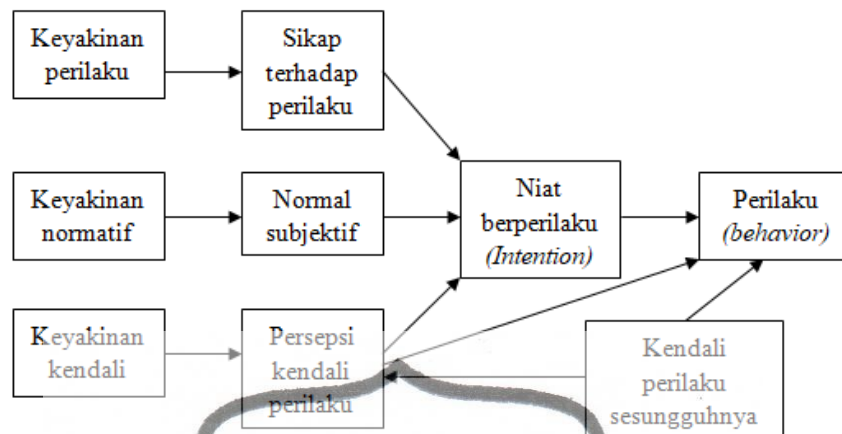 Keyakinan
perilaku
Sikap
terhadap
perilaku
Keyakinan
normatif
Normal
subjektif
Niat
berperilaku
(Intention)
Perilaku
(behavior)
Keyakinan
kendali
Persepsi
kendali
perilaku
Kendali
perilaku
sesungguhnya